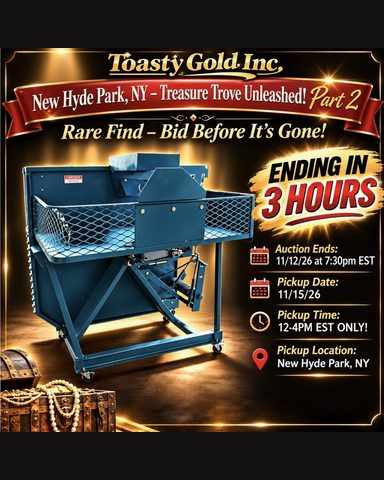 Toasty Gold Inc,
New Hyde Park, NY – Treasure Trove Unleashed! Part 2
Rare Find – Bid Before It's Gone!
ENDING IN
3 HOURS
Auction Ends:
11/12/26 at 7:30pm EST
Pickup Date:
11/15/26
Pickup Time:
12-4PM EST ONLY!
Pickup Location:
New Hyde Park, NY